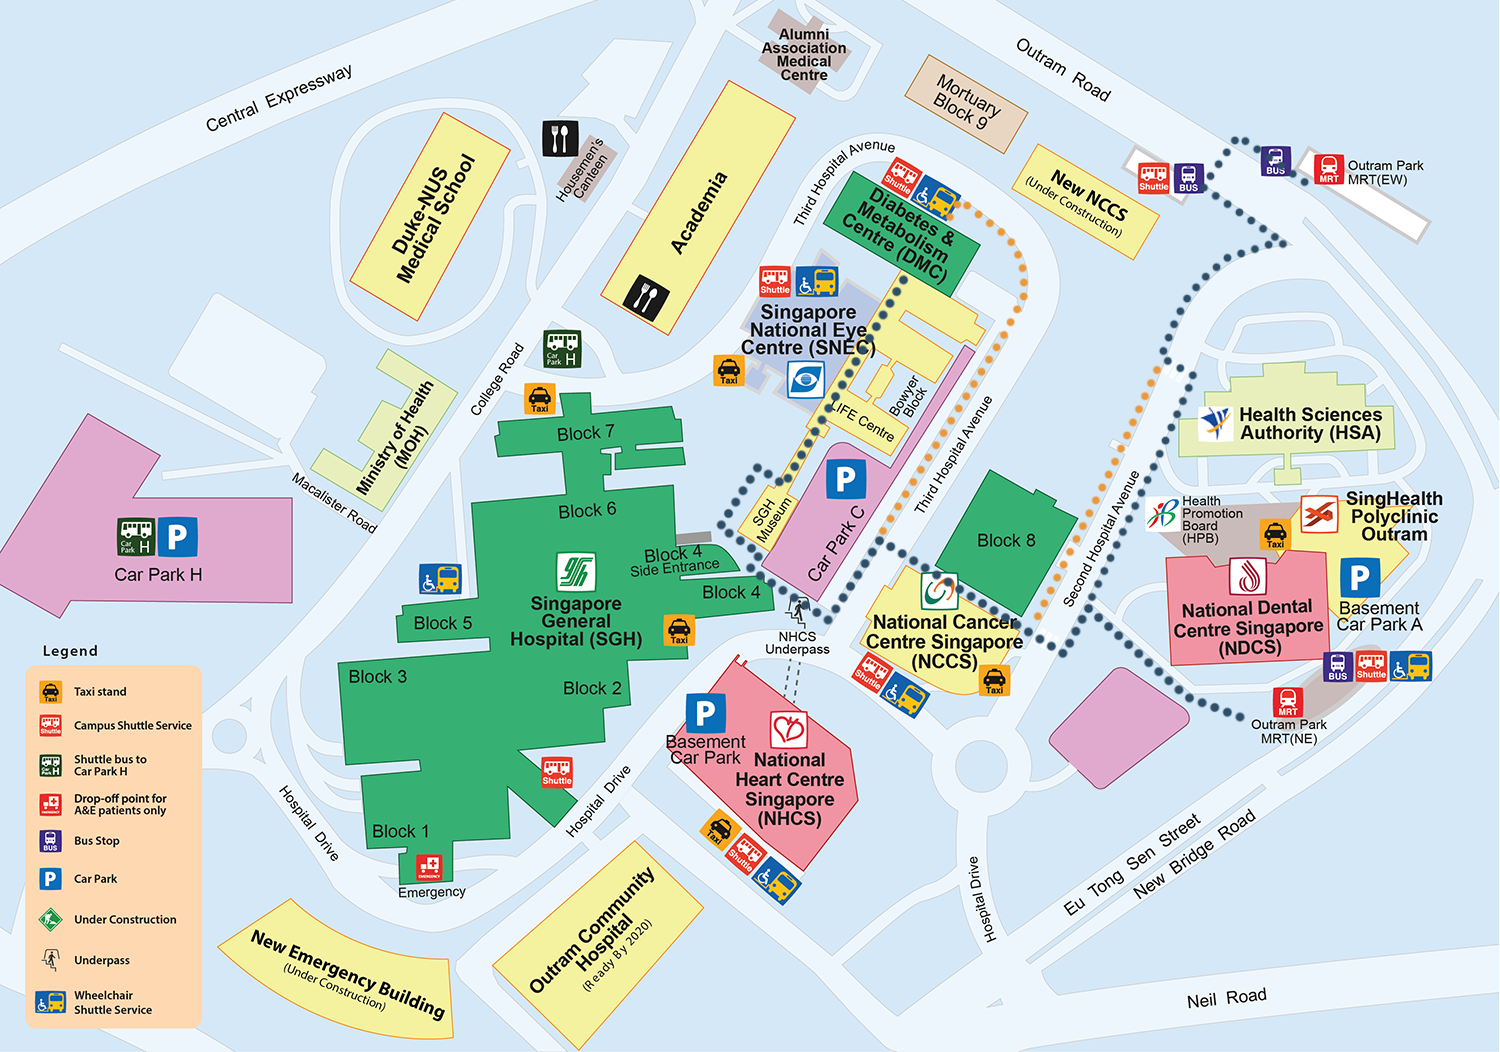 Alumni
Association
Medical
Centre
Outram Road
Central Expressway
Mortuary
Block 9
Housemen's
Canteen
Third Hospital Avenue
Shuttle
New NCCS
(Under Construction)
Shuttle
BUS
BUS
MRT
Outram Park
MRT(EW)
Duke-NUS
Medical School
Academia
Diabetes &
Metabolism
Centre (DMC)
Shuttle
Singapore
National Eye
Centre (SNEC)
Taxi
Car
Park H
College Road
Taxi
LIFE Centre
Bowyer
Block
Ministry of Health
(MOH)
Macalister Road
Block 7
Block 6
SGH
Museum
P
Car Park C
Third Hospital Avenue
Second Hospital Avenue
Health Sciences
Authority (HSA)
Health
Promotion
Board
(HPB)
SingHealth
Polyclinic
Outram
Taxi
Car
Park H
P
Car Park H
Block 4
Side Entrance
Block 4
Block 8
Singapore
General
Hospital (SGH)
Block 5
Taxi
NHCS
Underpass
National Cancer
Centre Singapore
(NCCS)
Taxi
Shuttle
National Dental
Centre Singapore
(NDCS)
P
Basement
Car Park A
BUS
Shuttle
MRT
Outram Park
MRT(NE)
Block 3
Block 2
P
Basement
Car Park
National
Heart Centre
Singapore
(NHCS)
Taxi
Shuttle
Shuttle
Hospital Drive
Hospital Drive
Block 1
EMERGENCY
Emergency
Hospital Drive
Eu Tong Sen Street
New Bridge Road
Neil Road
New Emergency Building
(Under Construction)
Outram Community
Hospital
(Ready By 2020)
Legend
Taxi
Taxi stand
Shuttle
Campus Shuttle Service
Car
Park H
Shuttle bus to
Car Park H
EMERGENCY
Drop-off point for
A&E patients only
BUS
Bus Stop
P
Car Park
Under Construction
Underpass
Wheelchair
Shuttle Service